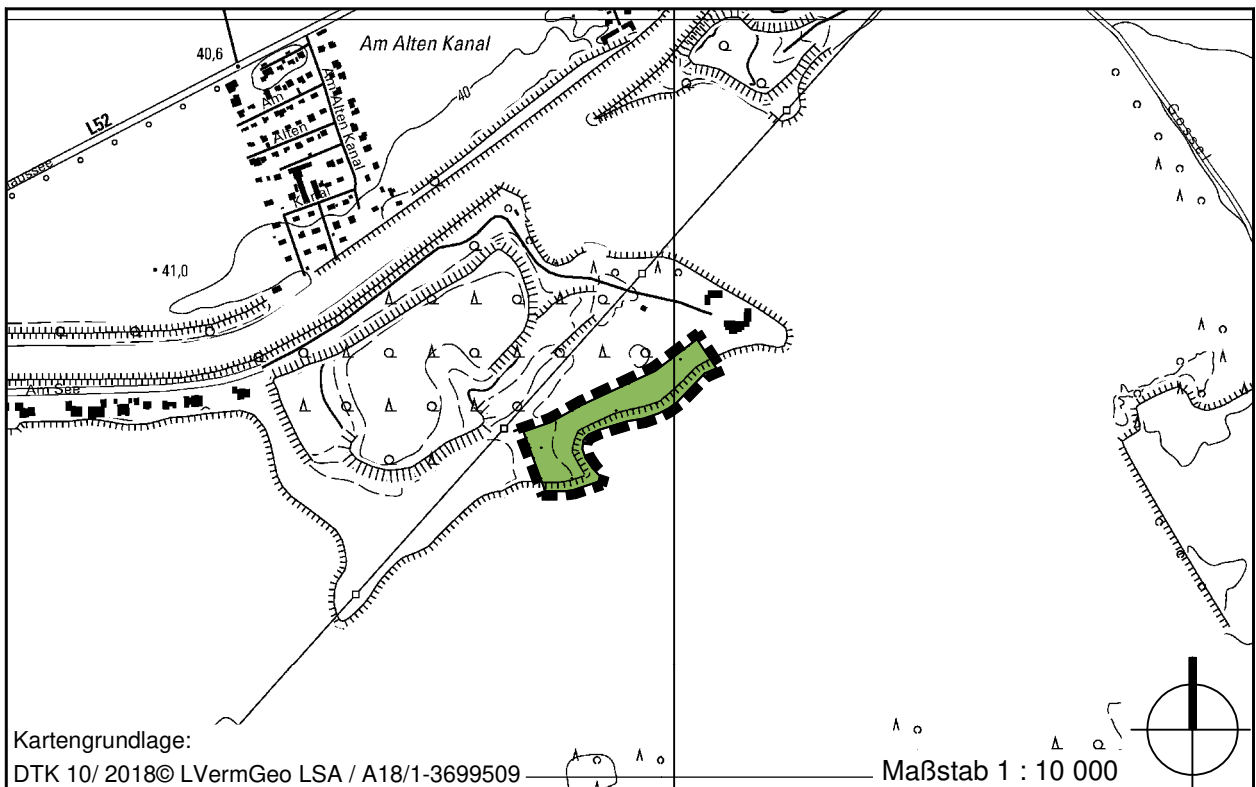 Am Alten Kanal
40,6
40
L52
Am
Alten
Kanal
Am Alten Kanal
41,0
Am See
Gossel
Kartengrundlage:
DTK 10/ 2018© LVermGeo LSA / A18/1-3699509
Maßstab 1 : 10 000